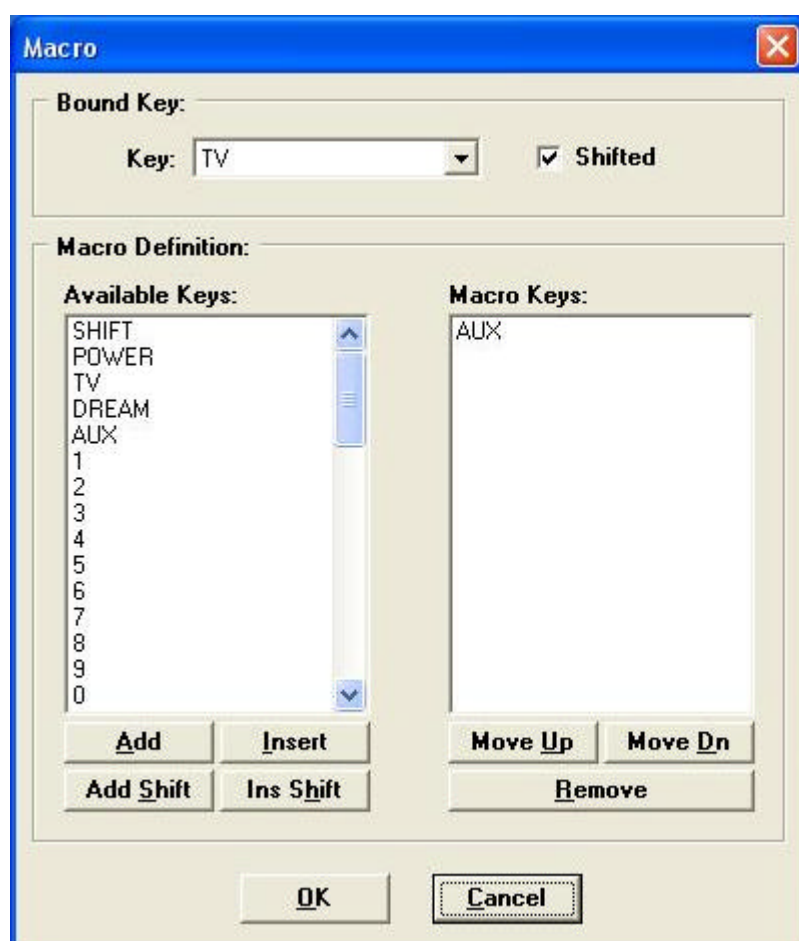 Macro
Bound Key:
Key: TV Shifted
Macro Definition:
Available Keys:
SHIFT
POWER
TV
DREAM
AUX
1
2
3
4
5
6
7
8
9
0
Add Insert
Add Shift Ins Shift
Macro Keys:
AUX
Move Up Move Dn
Remove
OK Cancel